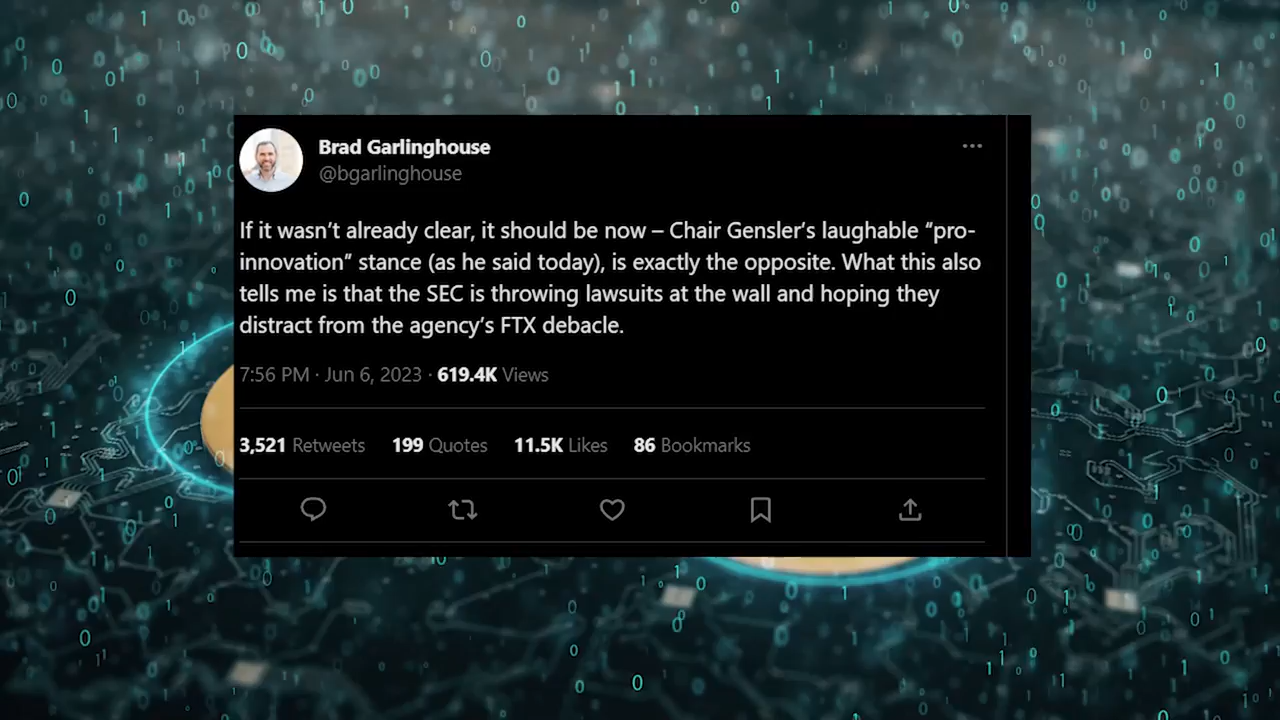 Brad Garlinghouse
@bgarlinghouse
If it wasn’t already clear, it should be now – Chair Gensler’s laughable “pro-
innovation” stance (as he said today), is exactly the opposite. What this also
tells me is that the SEC is throwing lawsuits at the wall and hoping they
distract from the agency’s FTX debacle.
7:56 PM · Jun 6, 2023 · 619.4K Views
3,521 Retweets 199 Quotes 11.5K Likes 86 Bookmarks